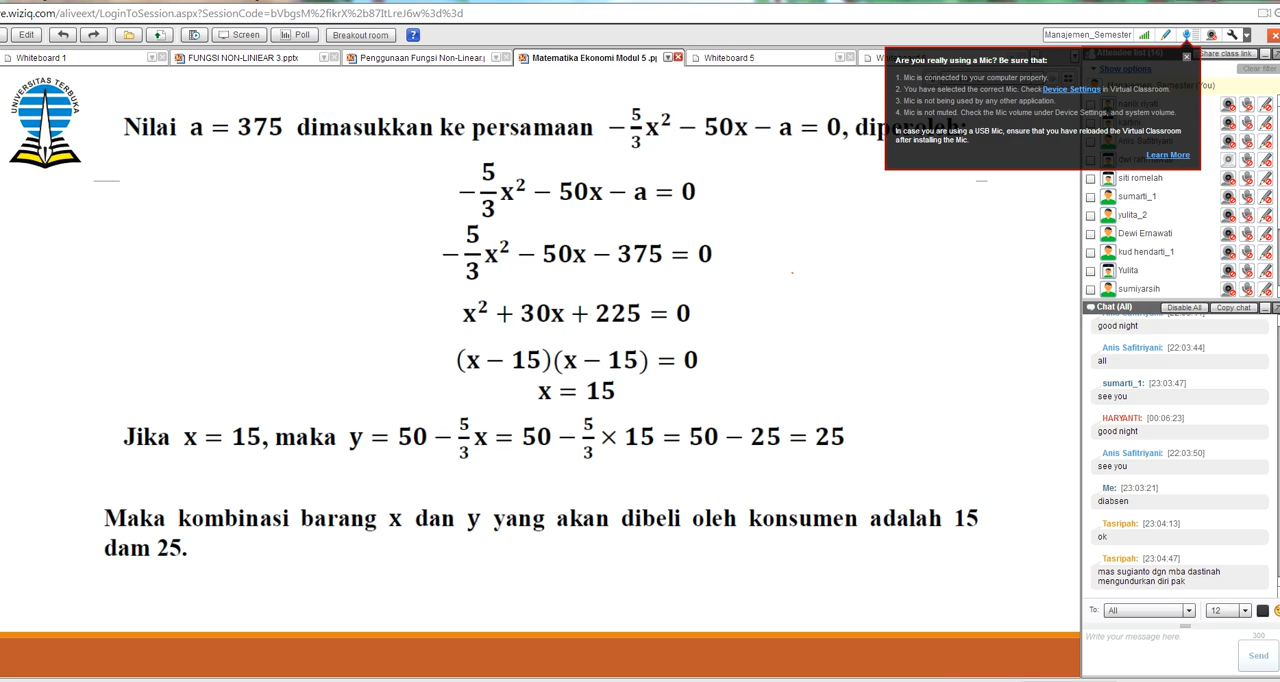 wiziq.com/aliveext/LoginToSession.aspx?SessionCode=bVbgsM%2fikrX%2b87ItLreJ6w%3d%3d
Edit Screen Poll Breakout room ? Manajemen_Semester
Whiteboard 1 FUNGSI NON-LINIEAR 3.pptx Penggunaan Fungsi Non-Linear. Matematika Ekonomi Modul 5 .pp Whiteboard 5
Share class link
Show options Clear filter
(You)
Are you really using a Mic? Be sure that:
1. Mic is connected to your computer properly.
2. You have selected the correct Mic. Check Device Settings in Virtual Classroom.
3. Mic is not being used by any other application.
4. Mic is not muted. Check the Mic volume under Device Settings, and system volume.
In case you are using a USB Mic, ensure that you have reloaded the Virtual Classroom
after installing the Mic.
Learn More
UNIVERSITAS TERBUKA
Nilai a = 375 dimasukkan ke persamaan −5/3x² − 50x − a = 0, diperoleh:
−5/3x² − 50x − a = 0
−5/3x² − 50x − 375 = 0
x² + 30x + 225 = 0
(x − 15)(x − 15) = 0
x = 15
Jika x = 15, maka y = 50 − 5/3x = 50 − 5/3 × 15 = 50 − 25 = 25
Maka kombinasi barang x dan y yang akan dibeli oleh konsumen adalah 15
dam 25.
siti romelah
sumarti_1
yulita_2
Dewi Ernawati
kud hendarti_1
Yulita
sumiyarsih
Chat (All) Disable All Copy chat
good night
Anis Safitriyani: [22:03:44]
all
sumarti_1: [23:03:47]
see you
HARYANTI: [00:06:23]
good night
Anis Safitriyani: [22:03:50]
see you
Me: [23:03:21]
diabsen
Tasripah: [23:04:13]
ok
Tasripah: [23:04:47]
mas sugianto dgn mba dastinah
mengundurkan diri pak
To: All 12
Write your message here. 300
Send